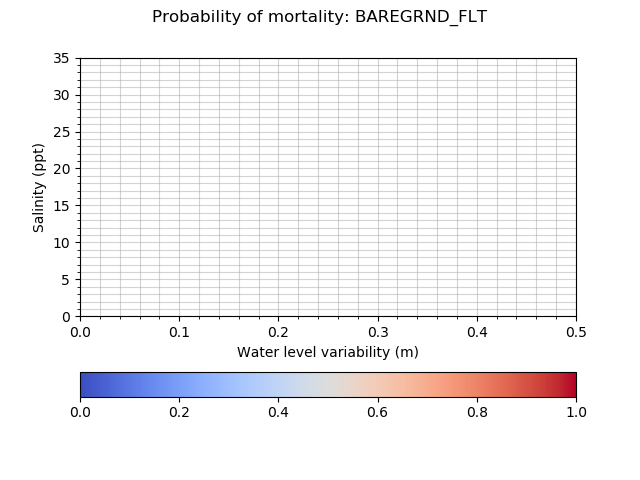 Probability of mortality: BAREGRND_FLT
35
30
25
20
15
10
5
0
Salinity (ppt)
0.0 0.1 0.2 0.3 0.4 0.5
Water level variability (m)
0.0 0.2 0.4 0.6 0.8 1.0